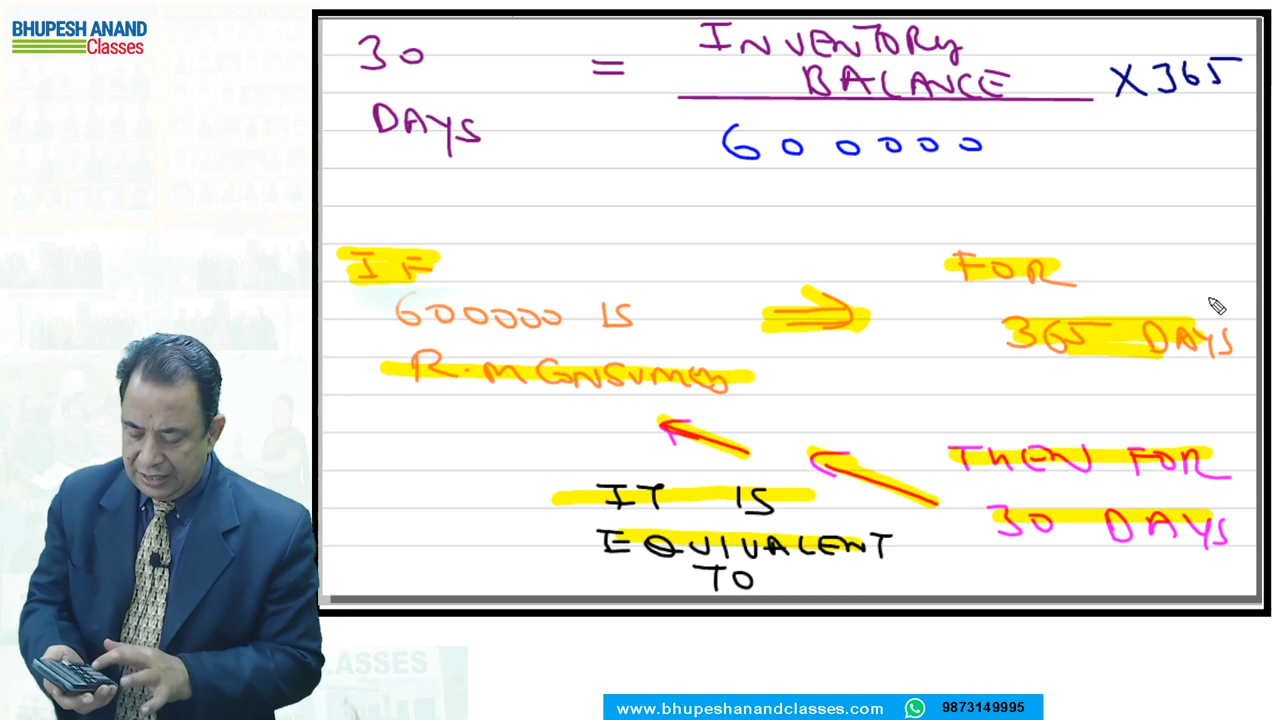 BHUPESH ANAND
Classes
30
DAYS
=
INVENTORY
BALANCE
X 365
600000
IF
600000 IS
R.M CONSUMED
FOR
365 DAYS
THEN FOR
30 DAYS
IT IS
EQUIVALENT
TO
CLASSES
www.bhupeshanandclasses.com
9873149995